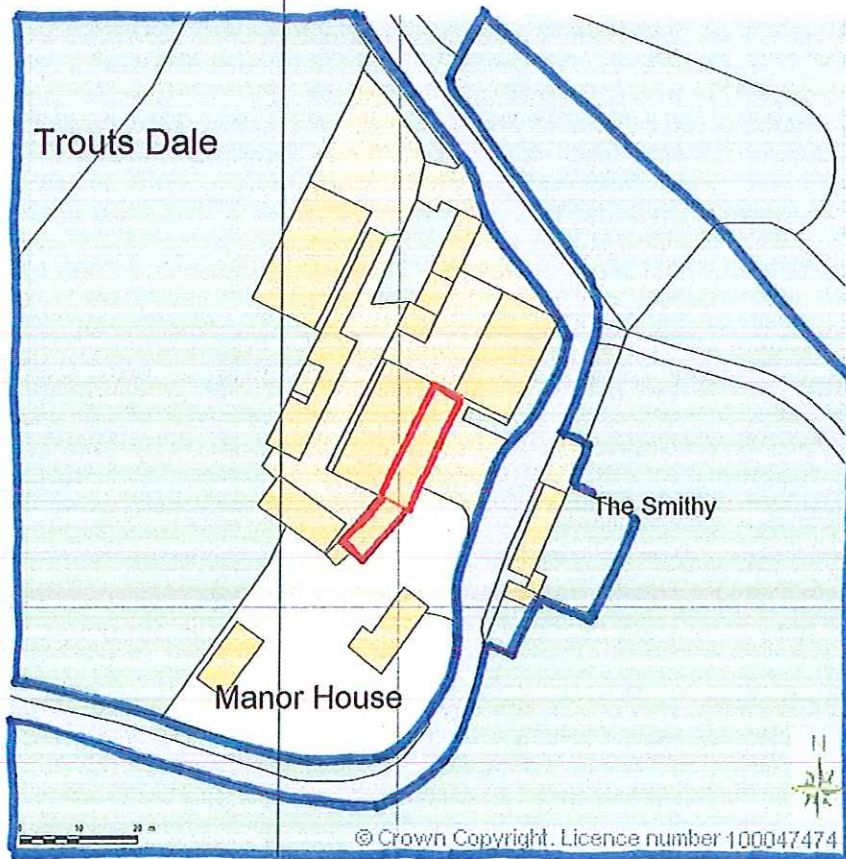 Trouts Dale
The Smithy
Manor House
0 10 20 m
© Crown Copyright. Licence number 100047474